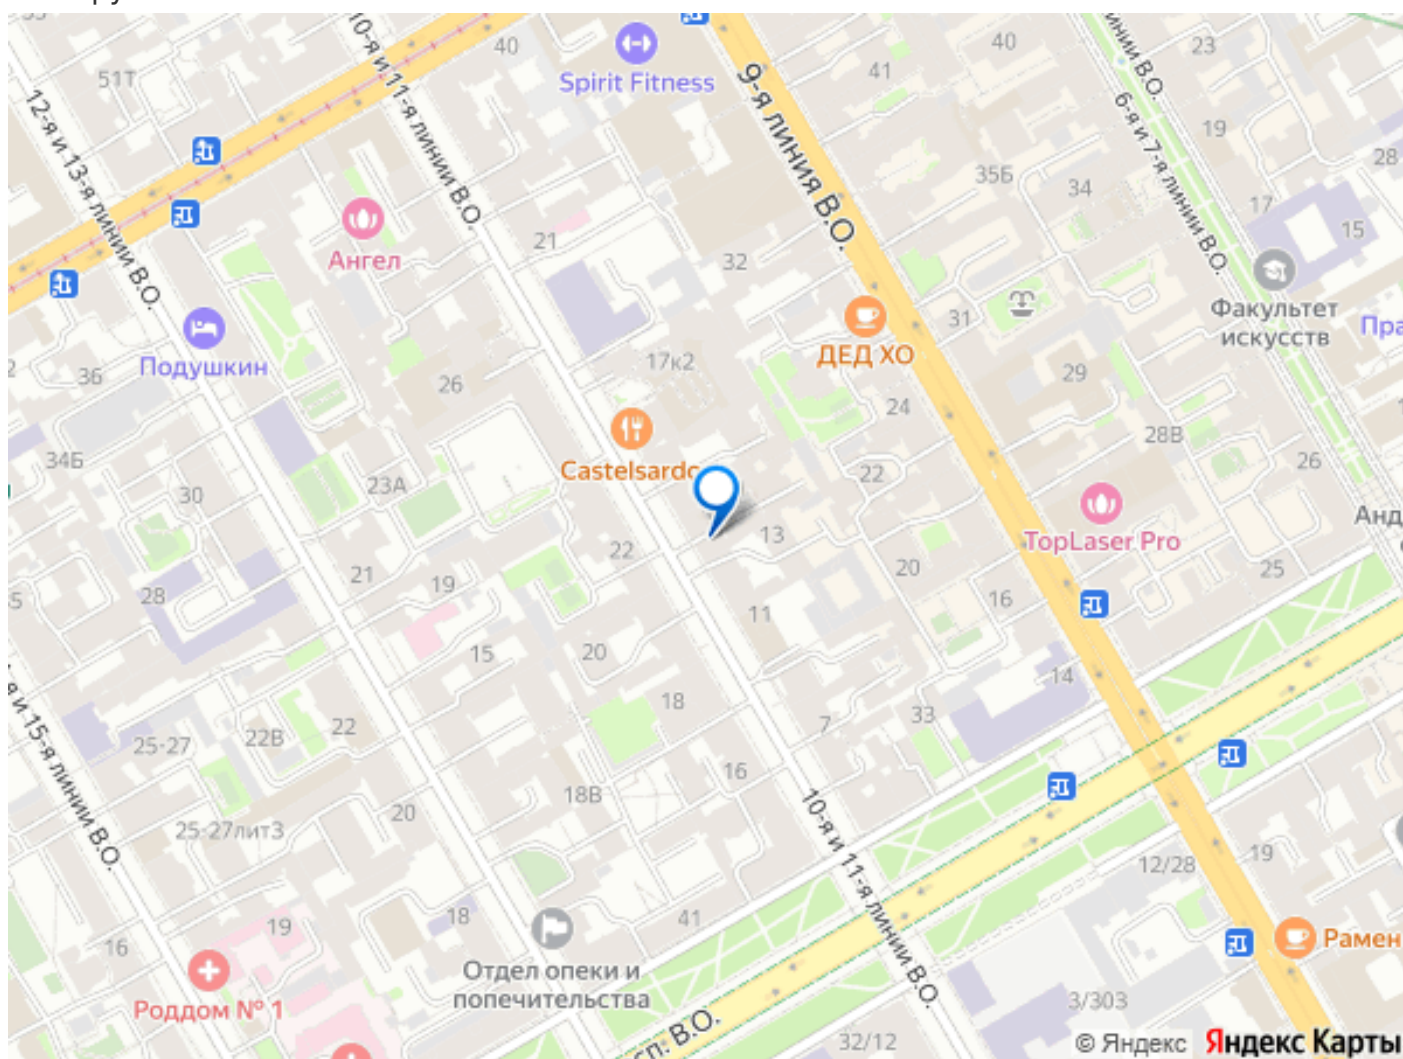 40
Spirit Fitness
51Т
10-я и 11-я линии В.О.
12-я и 13-я линии В.О.
9-я линия В.О.
41
40
23
6-я и 7-я линии В.О.
19
28
35Б
34
17
15
21
Ангел
32
31
Факультет
искусств
Подушкин
36
26
17к2
ДЕД ХО
29
24
28В
26
34Б
30
23А
Castelsardo
22
13
TopLaser Pro
20
25
28
21
19
22
11
16
15
20
18
7
33
14
25-27
22В
22
16
18В
20
25-27лит3
10-я и 11-я линии В.О.
12/28
19
19
18
41
16
Роддом № 1
Отдел опеки и
попечительства
Рамен
3/303
32/12
© Яндекс Яндекс Карты